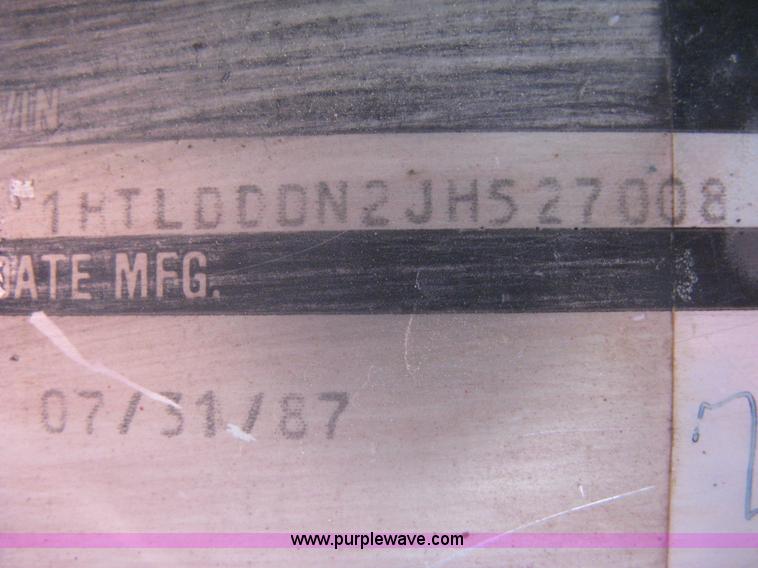 VIN
1HTLDDDN2JH527008
DATE MFG.
07/31/87
www.purplewave.com